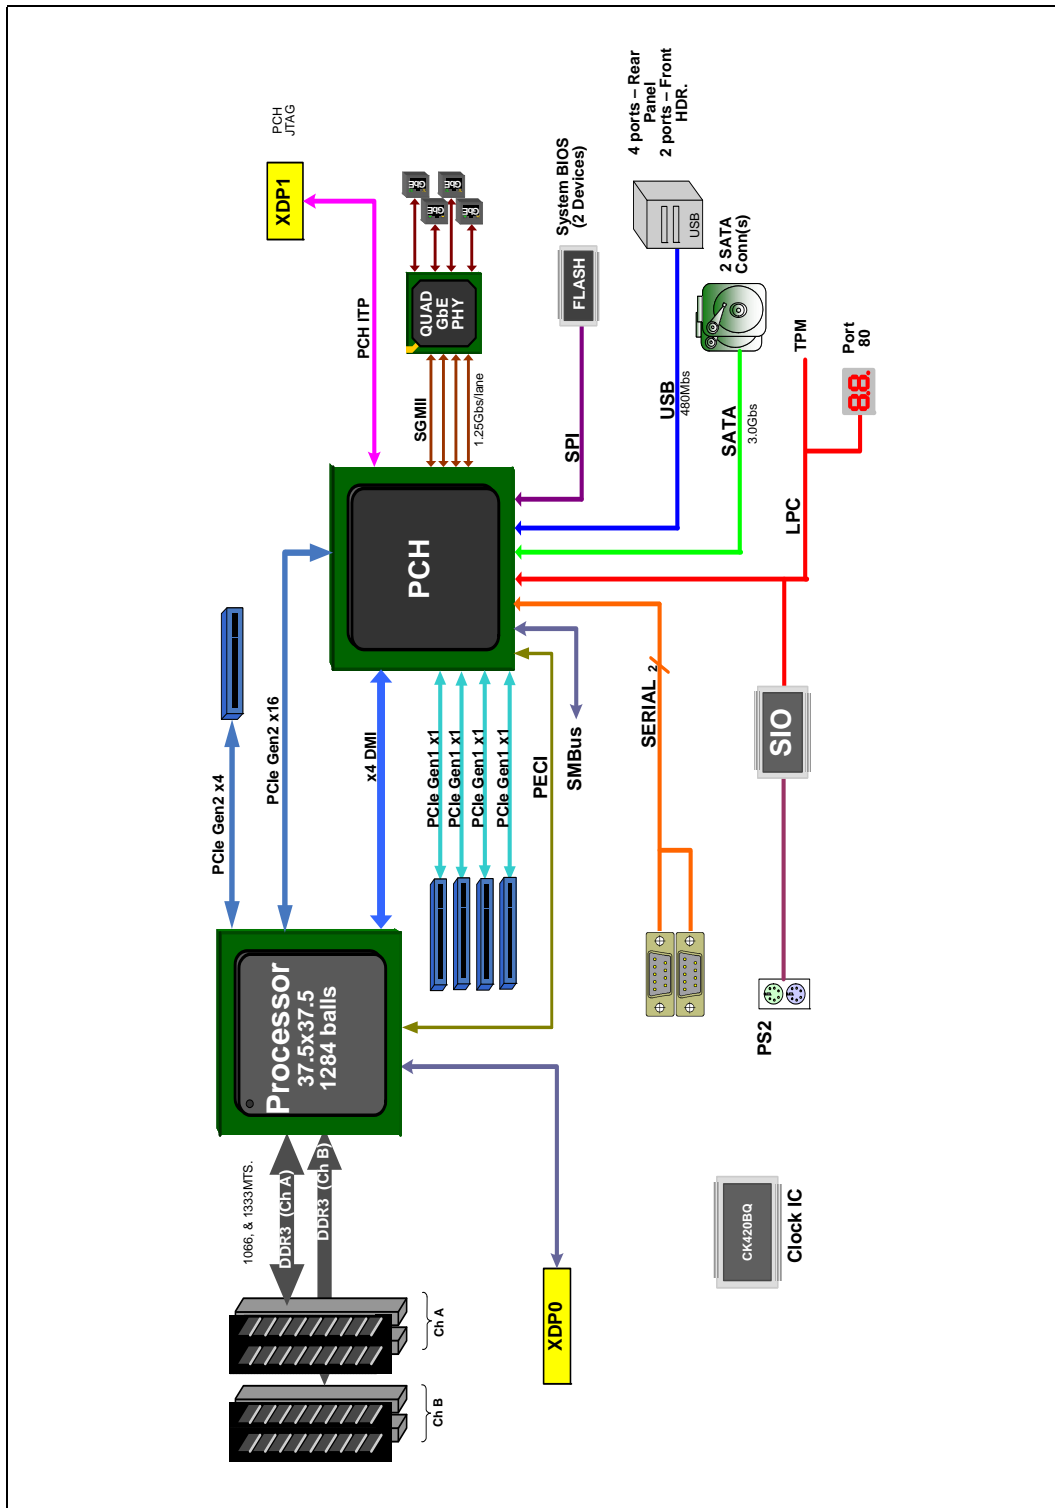 4 ports – Rear
Panel
2 ports – Front
HDR.
PCH
JTAG
XDP1
PCH ITP
GbE
GbE
GbE
GbE
QUAD
GbE
PHY
SGMII
1.25Gbs/lane
System BIOS
(2 Devices)
FLASH
SPI
USB
USB
480Mbs
2 SATA
Conn(s)
SATA
3.0Gbs
TPM
Port
80
8.8.
LPC
PCH
PCIe Gen2 x4
PCIe Gen2 x16
x4 DMI
PCIe Gen1 x1
PCIe Gen1 x1
PCIe Gen1 x1
PCIe Gen1 x1
PECI
SMBus
SERIAL
2
SIO
PS2
Processor
37.5x37.5
1284 balls
1066, & 1333MTS.
DDR3 (Ch A)
DDR3 (Ch B)
Ch A
Ch B
XDP0
CK420BQ
Clock IC